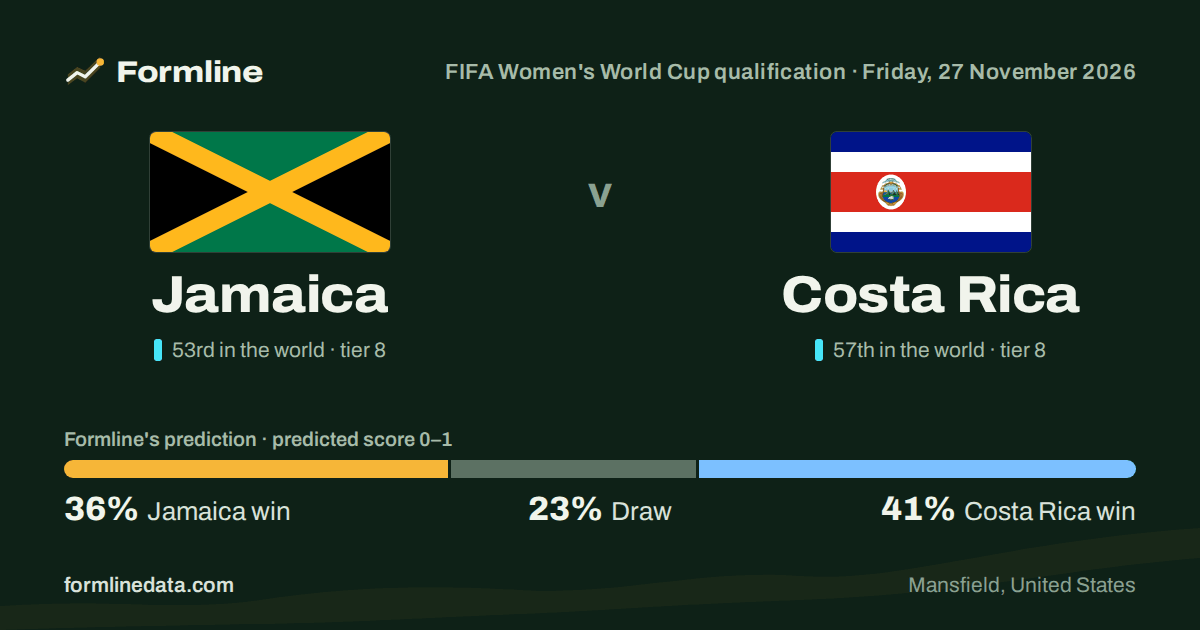 Formline
FIFA Women's World Cup qualification · Friday, 27 November 2026
v
Jamaica
Costa Rica
53rd in the world · tier 8
57th in the world · tier 8
Formline's prediction · predicted score 0–1
36% Jamaica win
23% Draw
41% Costa Rica win
formlinedata.com
Mansfield, United States